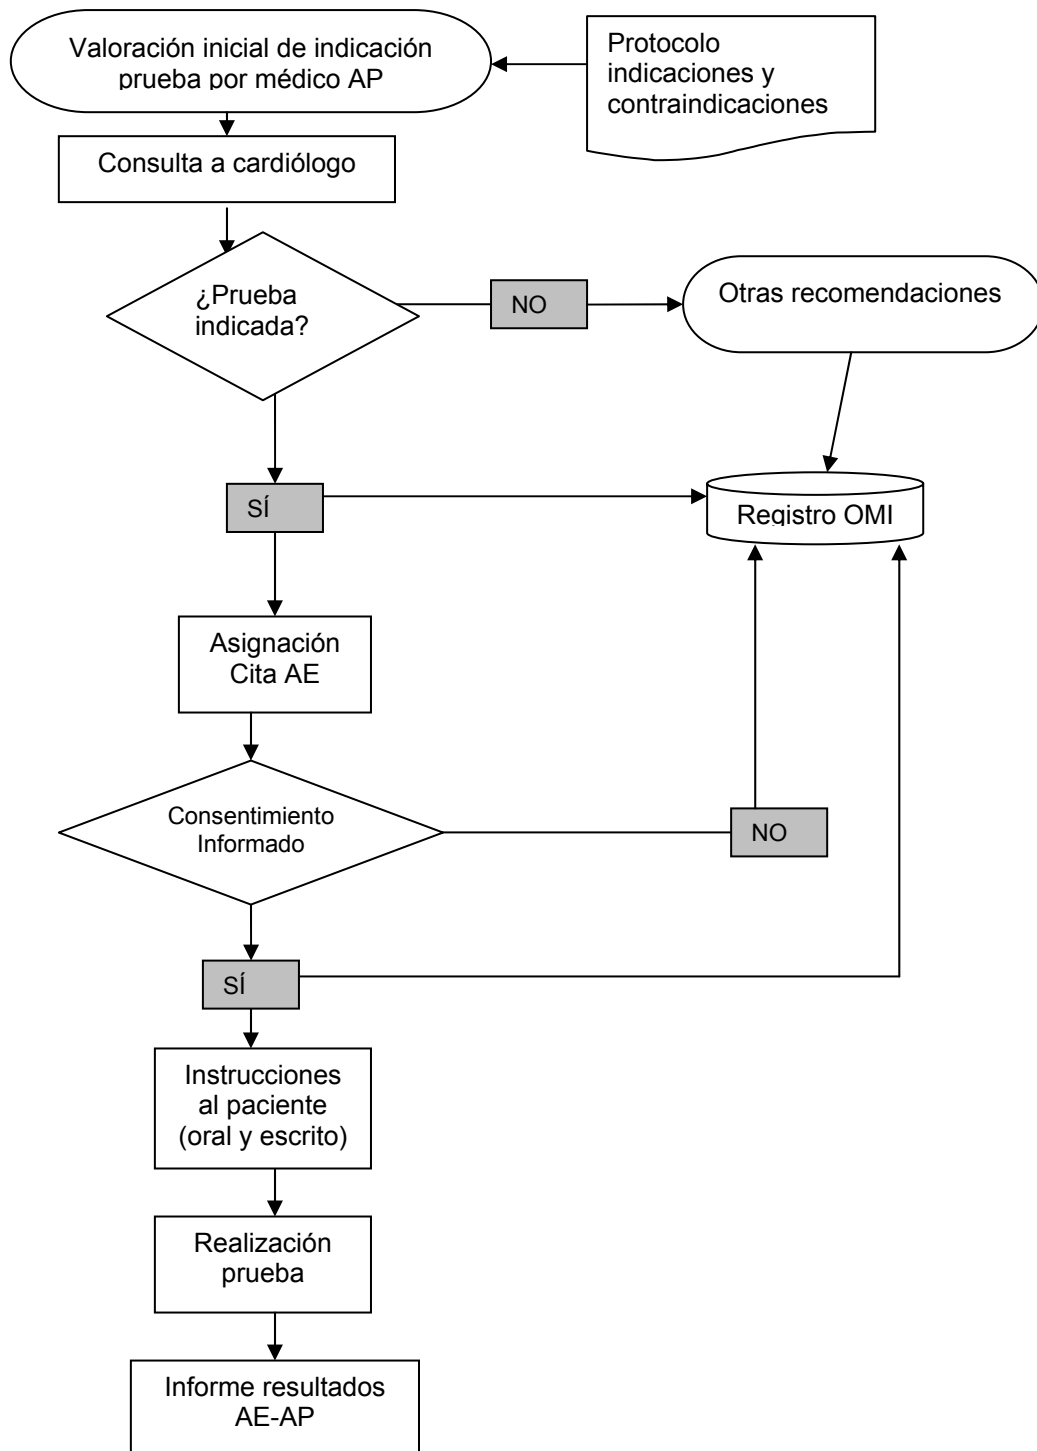 Valoración inicial de indicación
prueba por médico AP
Protocolo
indicaciones y
contraindicaciones
Consulta a cardiólogo
¿Prueba
indicada?
NO
Otras recomendaciones
SÍ
Registro OMI
Asignación
Cita AE
Consentimiento
Informado
NO
SÍ
Instrucciones
al paciente
(oral y escrito)
Realización
prueba
Informe resultados
AE-AP